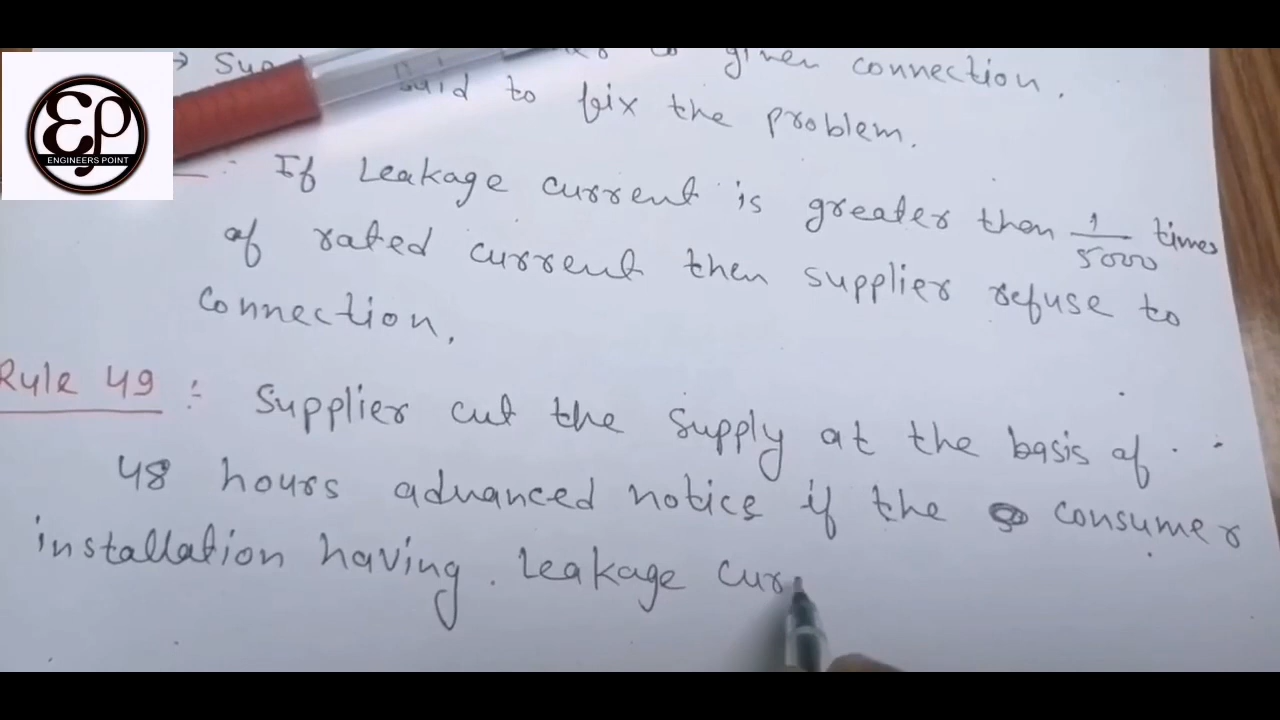 → given connection.
to fix the problem.
:- If Leakage current is greater then 1/5000 times
of rated current then supplier refuse to
connection.
Rule 49 :- Supplier cut the supply at the basis of
48 hours advanced notice if the consumer
installation having. Leakage cur
Ep
ENGINEERS POINT